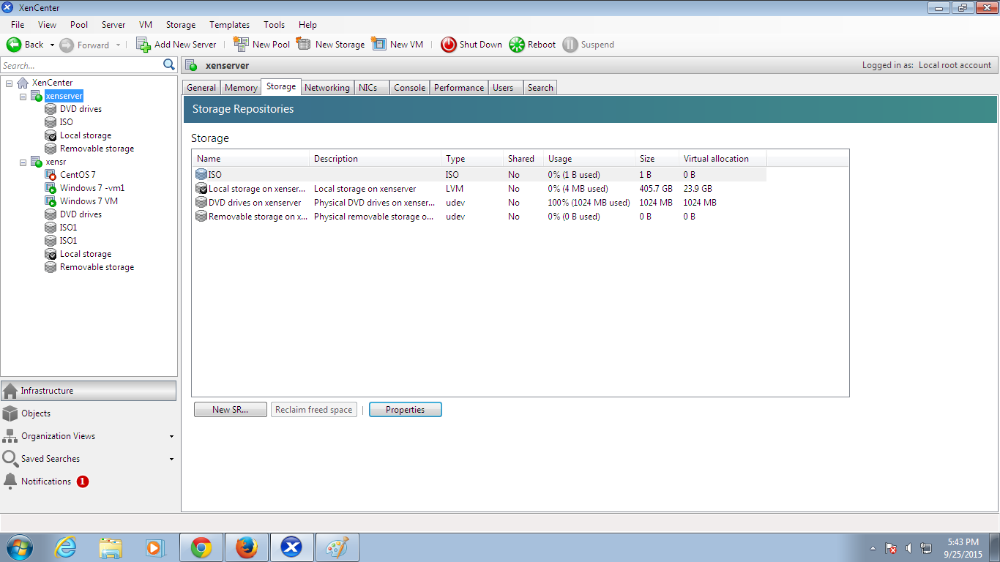 XenCenter
File View Pool Server VM Storage Templates Tools Help
Back Forward Add New Server New Pool New Storage New VM Shut Down Reboot Suspend
Search...
xenserver Logged in as: Local root account
XenCenter
xenserver
DVD drives
ISO
Local storage
Removable storage
xensr
CentOS 7
Windows 7 -vm1
Windows 7 VM
DVD drives
ISO1
ISO1
Local storage
Removable storage
Infrastructure
Objects
Organization Views
Saved Searches
Notifications 1
General Memory Storage Networking NICs Console Performance Users Search
Storage Repositories
Storage
Name Description Type Shared Usage Size Virtual allocation
ISO ISO No 0% (1 B used) 1 B 0 B
Local storage on xenser... Local storage on xenserver LVM No 0% (4 MB used) 405.7 GB 23.9 GB
DVD drives on xenserver Physical DVD drives on xenser... udev No 100% (1024 MB used) 1024 MB 1024 MB
Removable storage on x... Physical removable storage o... udev No 0% (0 B used) 0 B 0 B
New SR... Reclaim freed space | Properties
5:43 PM
9/25/2015